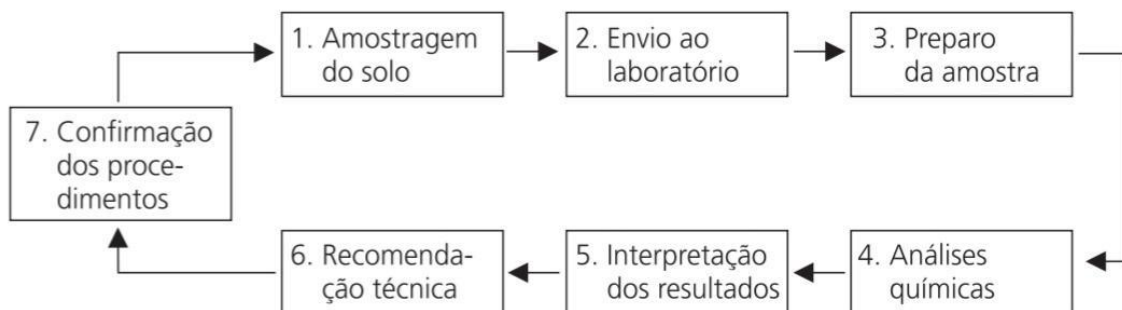 1. Amostragem
do solo
2. Envio ao
laboratório
3. Preparo
da amostra
4. Análises
químicas
5. Interpretação
dos resultados
6. Recomenda-
ção técnica
7. Confirmação
dos proce-
dimentos